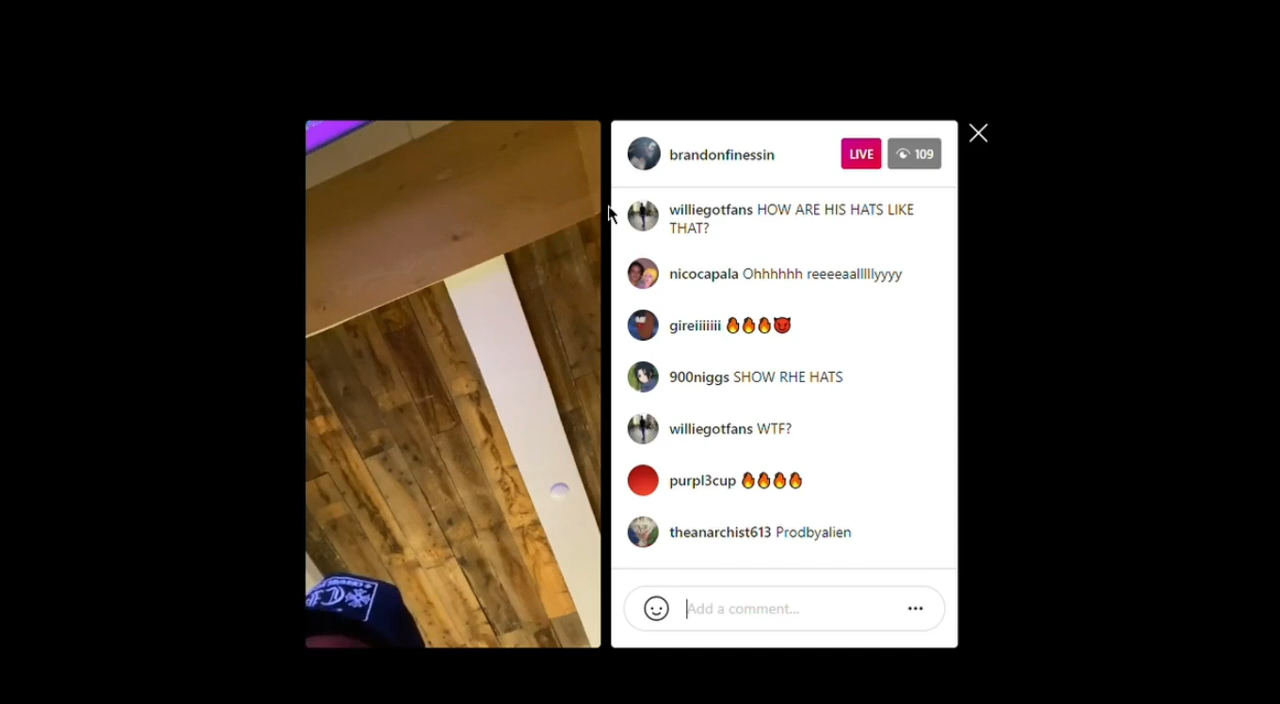 brandonfinessin
LIVE
109
williegotfans HOW ARE HIS HATS LIKE
THAT?
nicocapala Ohhhhhh reeeeaalllllyyyy
gireiiiiiii 🔥🔥🔥😈
900niggs SHOW RHE HATS
williegotfans WTF?
purpl3cup 🔥🔥🔥🔥
theanarchist613 Prodbyalien
Add a comment...